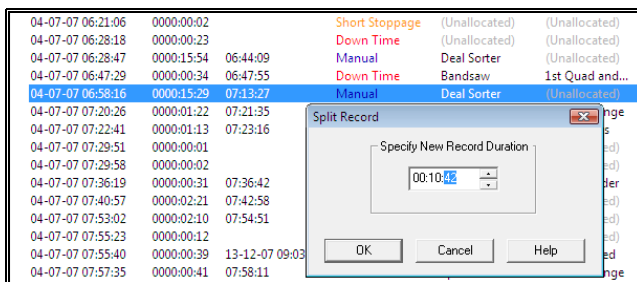 04-07-07 06:21:06 0000:00:02 Short Stoppage (Unallocated) (Unallocated)
04-07-07 06:28:18 0000:00:23 Down Time (Unallocated) (Unallocated)
04-07-07 06:28:47 0000:15:54 06:44:09 Manual Deal Sorter (Unallocated)
04-07-07 06:47:29 0000:00:34 06:47:55 Down Time Bandsaw 1st Quad and...
04-07-07 06:58:16 0000:15:29 07:13:27 Manual Deal Sorter (Unallocated)
04-07-07 07:20:26 0000:01:22 07:21:35 nge
04-07-07 07:22:41 0000:01:13 07:23:16 s
04-07-07 07:29:51 0000:00:01 ed)
04-07-07 07:29:58 0000:00:02 ed)
04-07-07 07:36:19 0000:00:31 07:36:42 der
04-07-07 07:40:57 0000:02:21 07:42:58 ed)
04-07-07 07:53:02 0000:02:10 07:54:51 ed)
04-07-07 07:55:23 0000:00:12 ed)
04-07-07 07:55:40 0000:00:39 13-12-07 09:03 ed
04-07-07 07:57:35 0000:00:41 07:58:11 nge
Split Record
Specify New Record Duration
00:10:42
OK Cancel Help